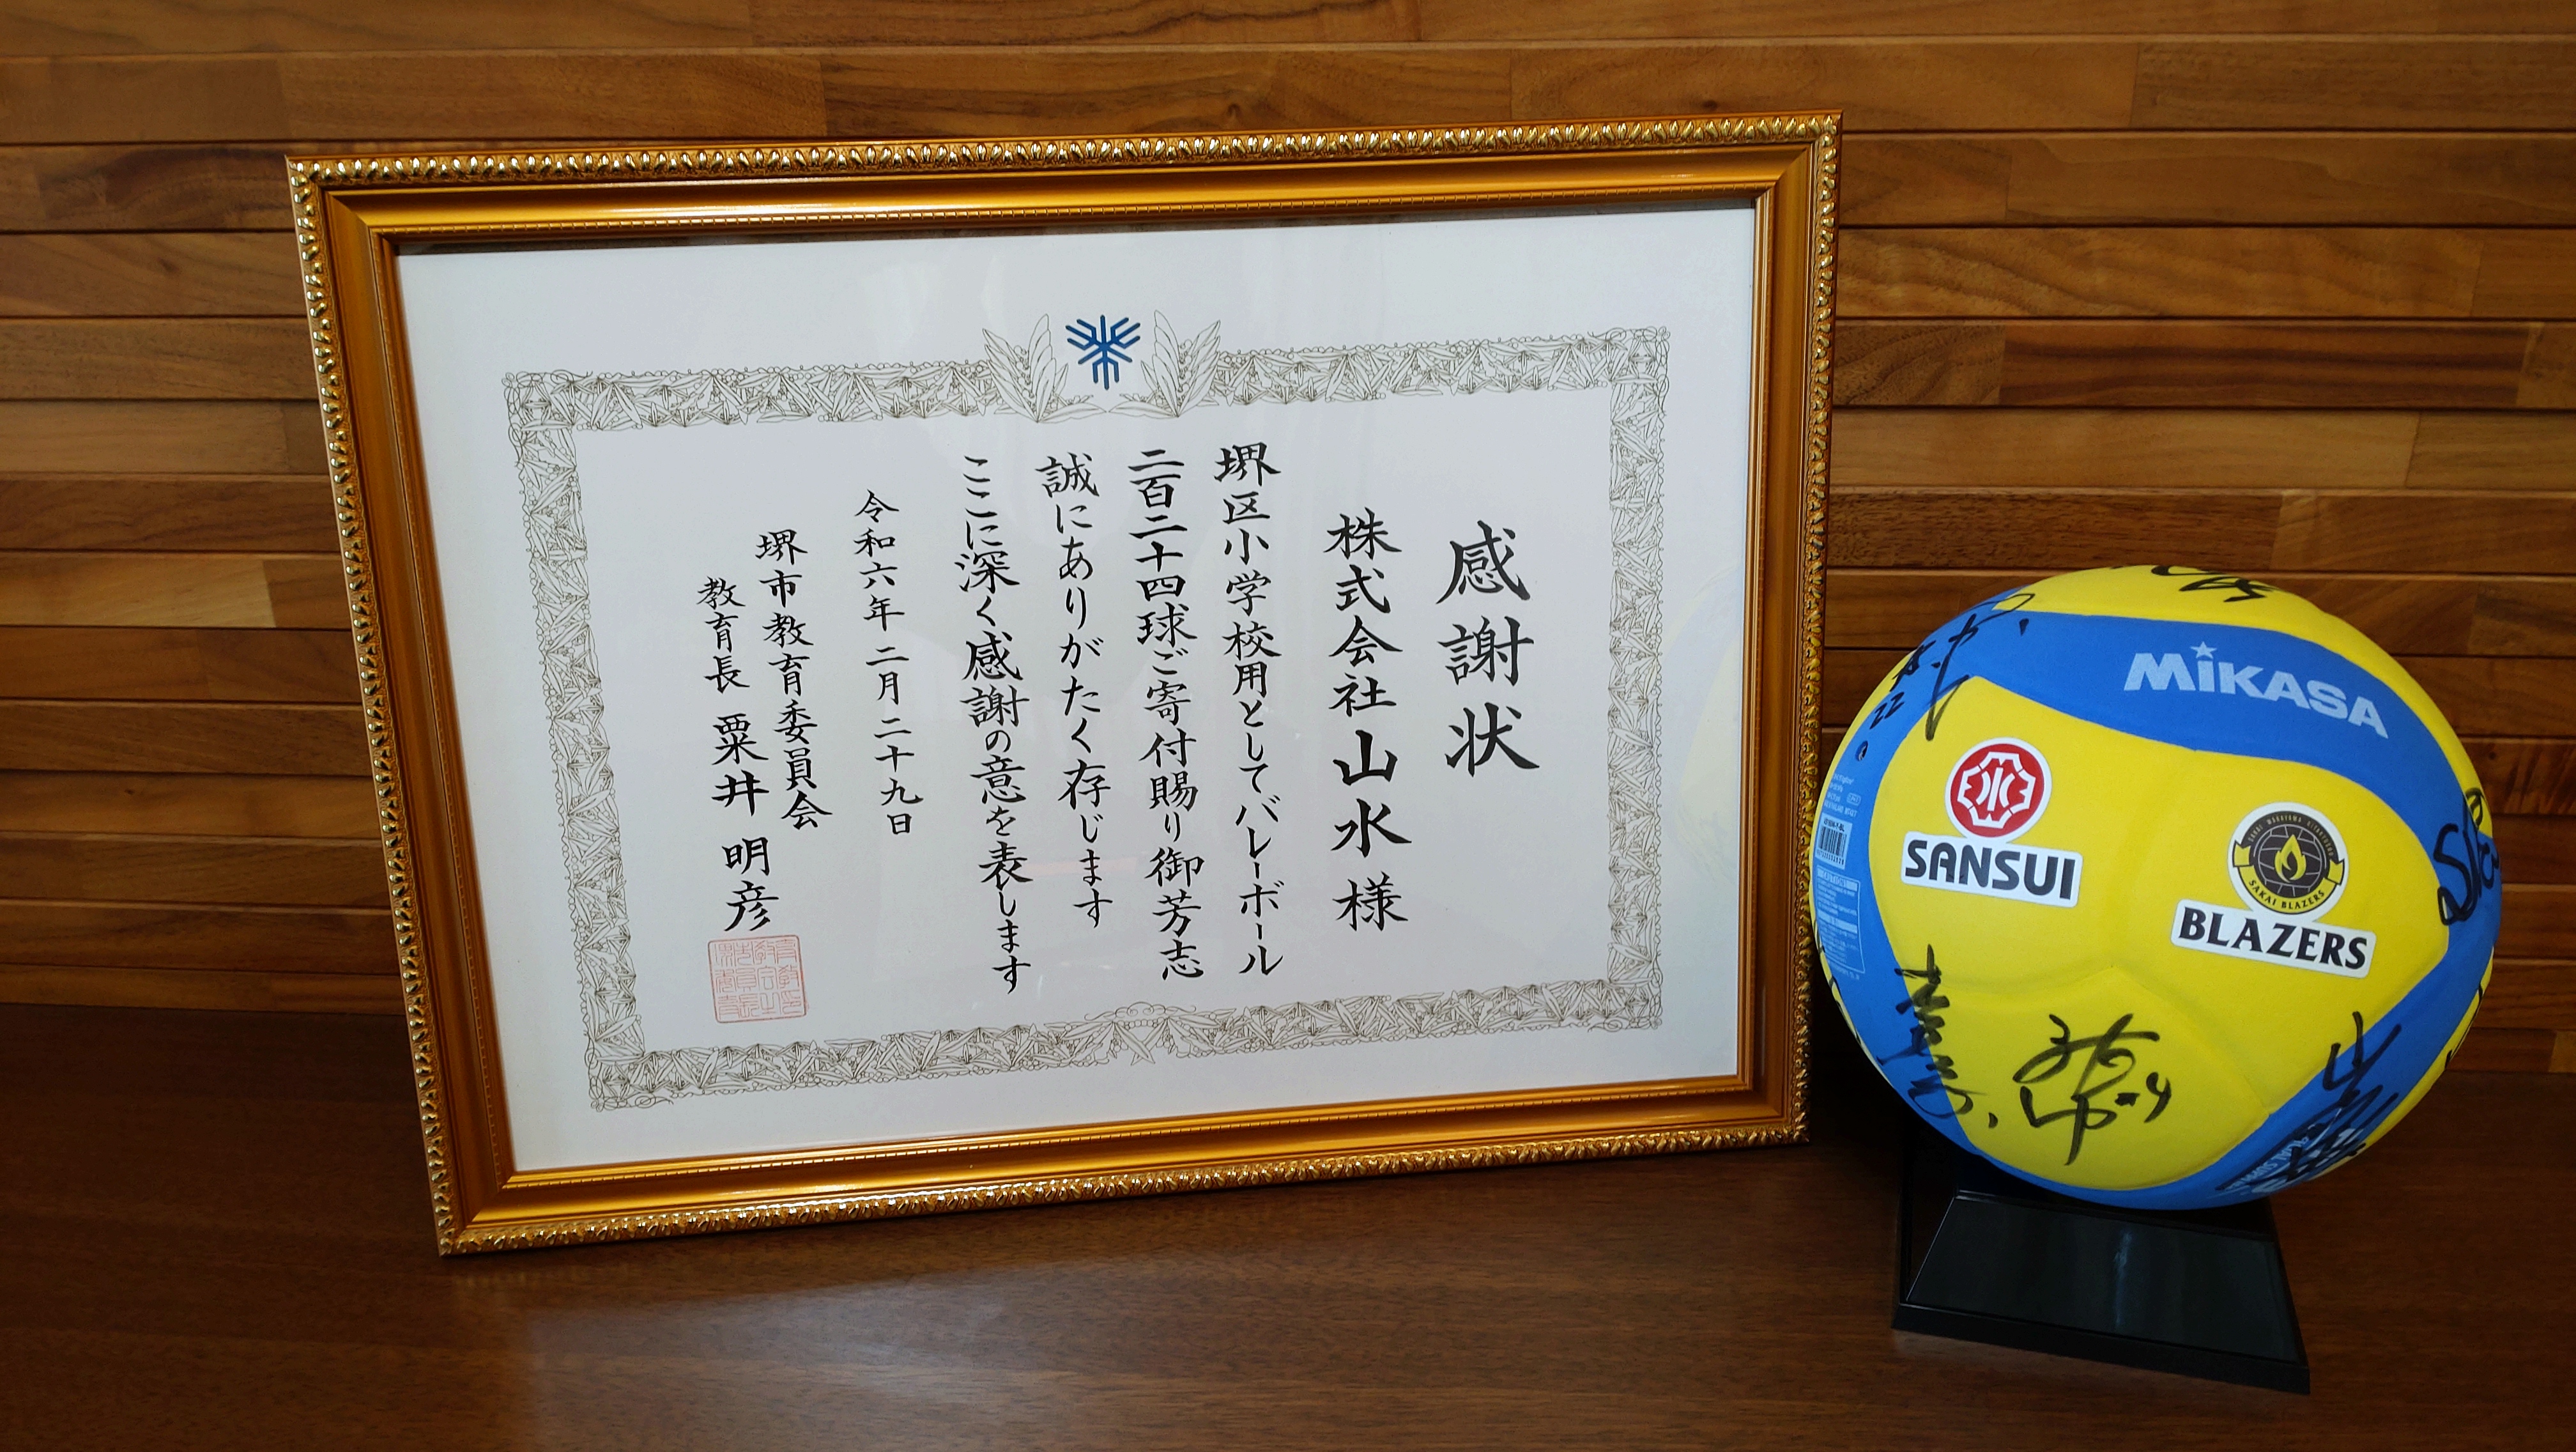 感謝状
株式会社山水様
堺区小学校用としてバレーボール
二百二十四球ご寄付賜り御芳志
誠にありがたく存じます
ここに深く感謝の意を表します
令和六年二月二十九日
堺市教育委員会
教育長 粟井明彦
MIKASA
SANSUI
SAKAI BLAZERS
BLAZERS
22